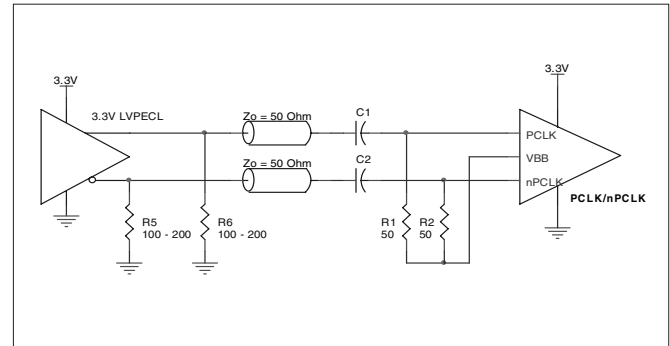 3.3V
3.3V
3.3V LVPECL
Zo = 50 Ohm
C1
PCLK
Zo = 50 Ohm
C2
VBB
nPCLK
PCLK/nPCLK
R5
100 - 200
R6
100 - 200
R1
50
R2
50